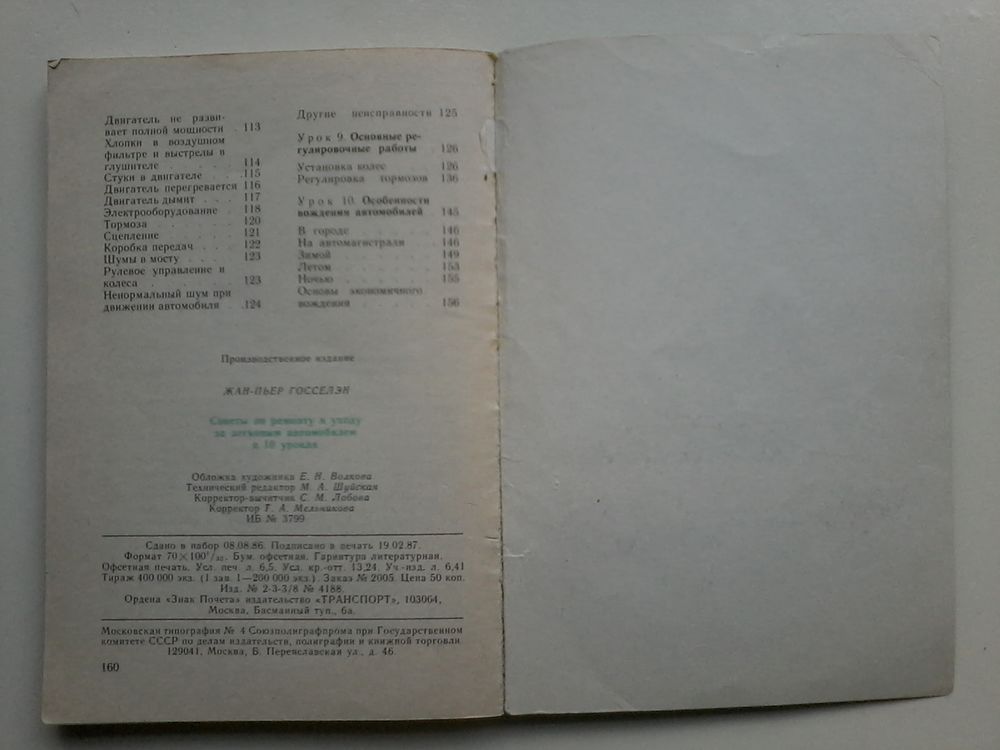 Двигатель не разви-
вает полной мощности . 113
Хлопки в воздушном
фильтре и выстрелы в
глушителе . . . . 114
Стуки в двигателе . . .115
Двигатель перегревается 116
Двигатель дымит . . . 117
Электрооборудование . 118
Тормоза . . . . . 120
Сцепление . . . . 121
Коробка передач . . . 122
Шумы в мосту . . . 123
Рулевое управление и
колеса . . . . . . 123
Ненормальный шум при
движении автомобиля . .124
Другие неисправности 125
Урок 9. Основные ре-
гулировочные работы . 126
Установка колес . . . 126
Регулировка тормозов 136
Урок 10. Особенности
вождения автомобилей . 145
В городе . . . . . 146
На автомагистрали . . 146
Зимой . . . . . . 149
Летом . . . . . . 153
Ночью . . . . . . 155
Основы экономичного
вождения . . . . . 156
Производственное издание
ЖАН-ПЬЕР ГОССЕЛЭН
Советы по ремонту и уходу
за легковым автомобилем
в 10 уроках
Обложка художника Е. Н. Волкова
Технический редактор М. А. Шуйская
Корректор-вычитчик С. М. Лобова
Корректор Т. А. Мельникова
ИБ № 3799
Сдано в набор 08.08.86. Подписано в печать 19.02.87.
Формат 70×100¹/₃₂. Бум. офсетная. Гарнитура литературная.
Офсетная печать. Усл. печ л. 6,5. Усл. кр.-отт. 13,24. Уч.-изд. л. 6,41
Тираж 400 000 экз. (1 зав. 1—200 000 экз.). Заказ № 2005. Цена 50 коп.
Изд. № 2-3-3/8 № 4188.
Ордена «Знак Почета» издательство «ТРАНСПОРТ», 103064,
Москва, Басманный туп., 6а.
Московская типография № 4 Союзполиграфпрома при Государственном
комитете СССР по делам издательств, полиграфии и книжной торговли
129041, Москва, Б. Переяславская ул., д. 46.
160